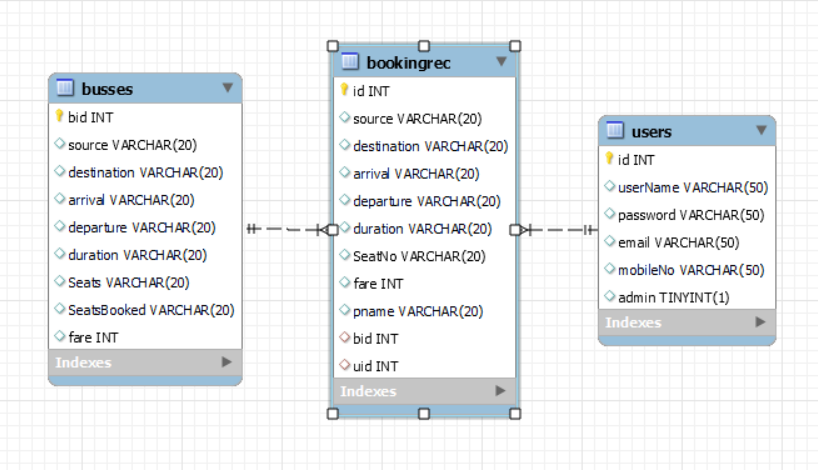 busses
bid INT
source VARCHAR(20)
destination VARCHAR(20)
arrival VARCHAR(20)
departure VARCHAR(20)
duration VARCHAR(20)
Seats VARCHAR(20)
SeatsBooked VARCHAR(20)
fare INT
Indexes
bookingrec
id INT
source VARCHAR(20)
destination VARCHAR(20)
arrival VARCHAR(20)
departure VARCHAR(20)
duration VARCHAR(20)
SeatNo VARCHAR(20)
fare INT
pname VARCHAR(20)
bid INT
uid INT
Indexes
users
id INT
userName VARCHAR(50)
password VARCHAR(50)
email VARCHAR(50)
mobileNo VARCHAR(50)
admin TINYINT(1)
Indexes